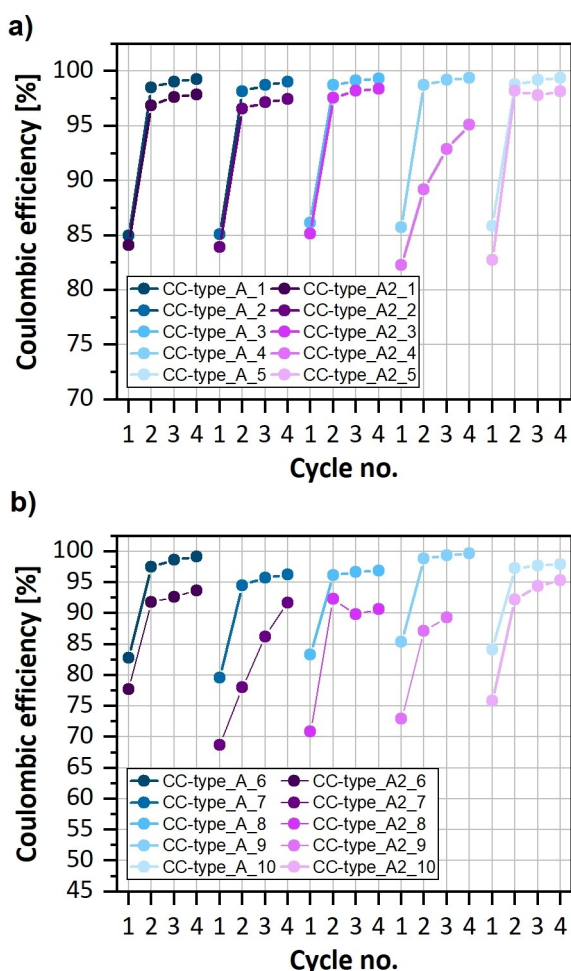 a)
Coulombic efficiency [%]
100
95
90
85
80
75
70
CC-type_A_1 CC-type_A2_1
CC-type_A_2 CC-type_A2_2
CC-type_A_3 CC-type_A2_3
CC-type_A_4 CC-type_A2_4
CC-type_A_5 CC-type_A2_5
1 2 3 4 1 2 3 4 1 2 3 4 1 2 3 4 1 2 3 4
Cycle no.
b)
Coulombic efficiency [%]
100
95
90
85
80
75
70
65
60
55
50
45
CC-type_A_6 CC-type_A2_6
CC-type_A_7 CC-type_A2_7
CC-type_A_8 CC-type_A2_8
CC-type_A_9 CC-type_A2_9
CC-type_A_10 CC-type_A2_10
1 2 3 4 1 2 3 4 1 2 3 4 1 2 3 4 1 2 3 4
Cycle no.